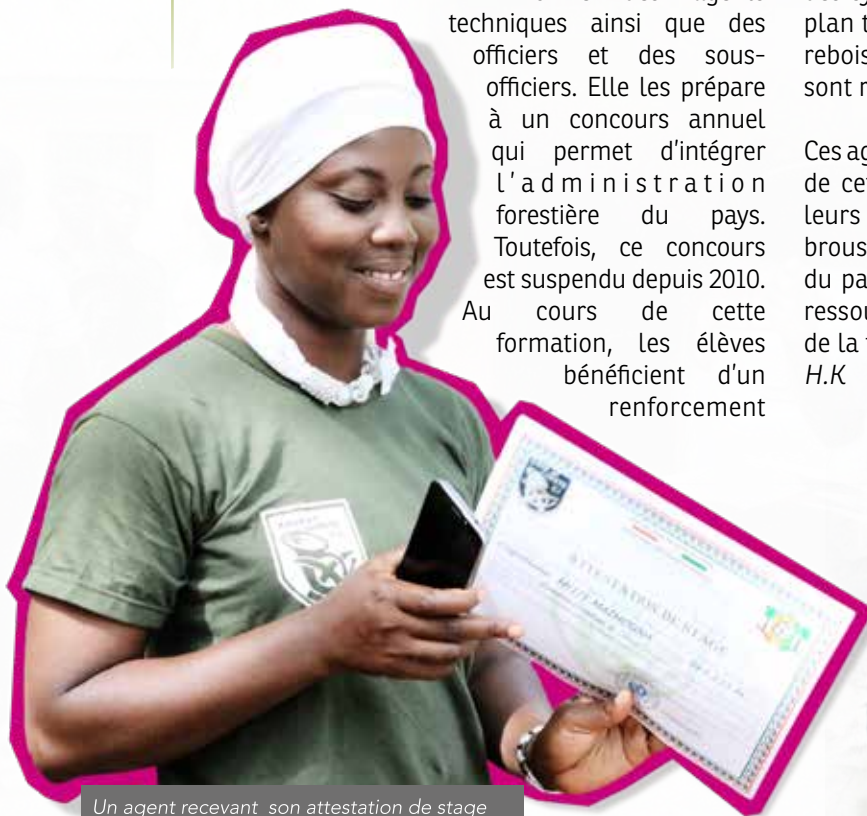 techniques ainsi que des
officiers et des sous-
officiers. Elle les prépare
à un concours annuel
qui permet d'intégrer
l'administration
forestière du pays.
Toutefois, ce concours
est suspendu depuis 2010.
Au cours de cette
formation, les élèves
bénéficient d'un
renforcement
plan
rebois
sont
Ces
de
leurs
brous
du
ressou
de la
H.K
ATTESTATION DE STAGE
Un agent recevant son attestation de stage